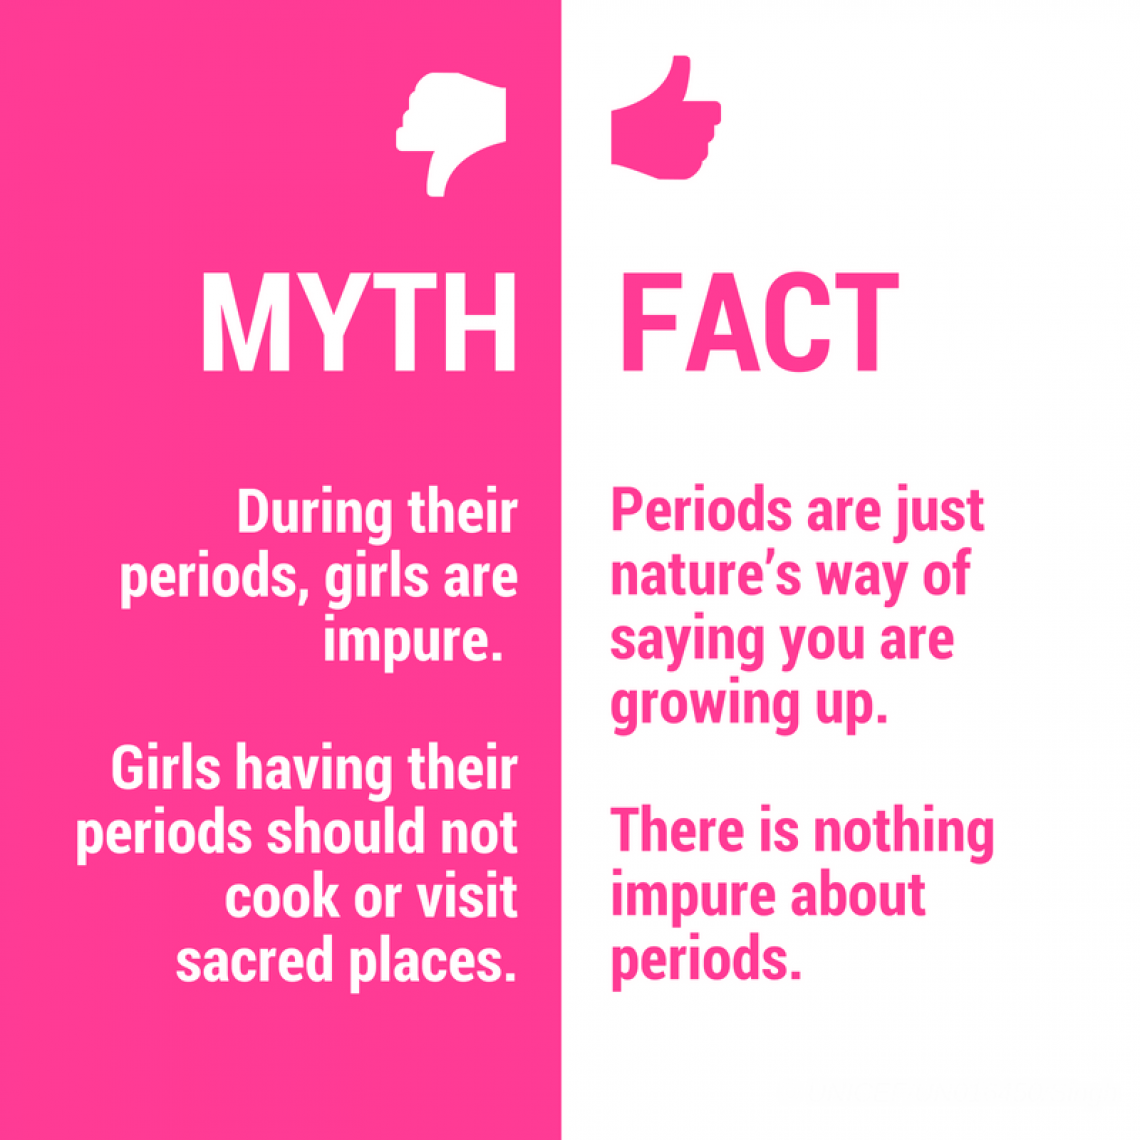 MYTH
During their
periods, girls are
impure.
Girls having their
periods should not
cook or visit
sacred places.
FACT
Periods are just
nature’s way of
saying you are
growing up.
There is nothing
impure about
periods.